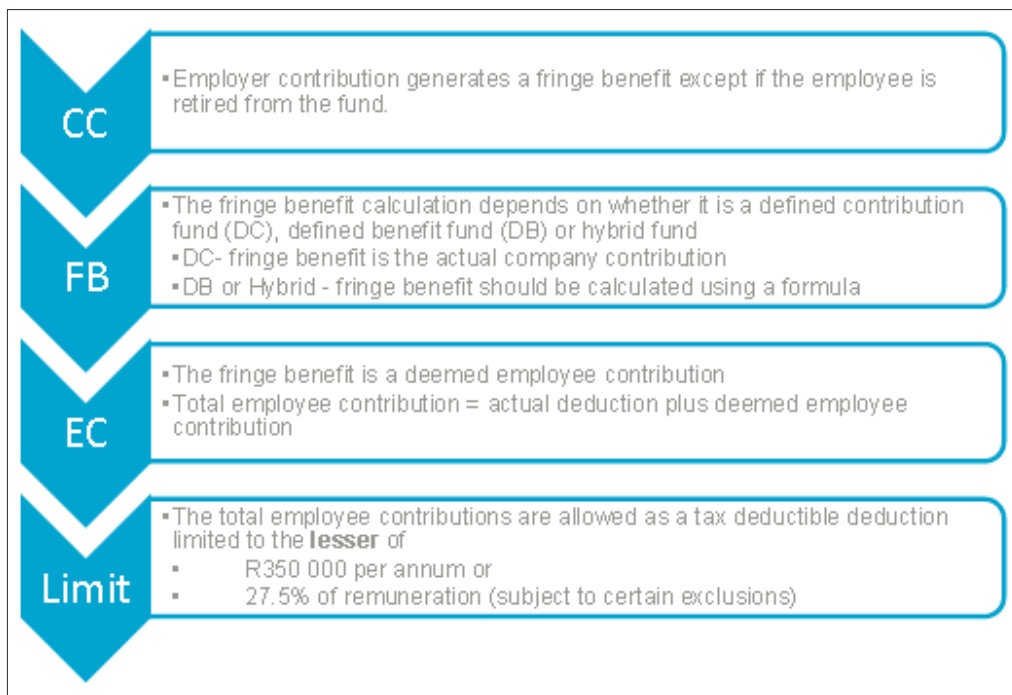 CC
▪Employer contribution generates a fringe benefit except if the employee is
retired from the fund.
FB
▪The fringe benefit calculation depends on whether it is a defined contribution
fund (DC), defined benefit fund (DB) or hybrid fund
▪DC- fringe benefit is the actual company contribution
▪DB or Hybrid - fringe benefit should be calculated using a formula
EC
▪The fringe benefit is a deemed employee contribution
▪Total employee contribution = actual deduction plus deemed employee
contribution
Limit
▪The total employee contributions are allowed as a tax deductible deduction
limited to the lesser of
▪ R350 000 per annum or
▪ 27.5% of remuneration (subject to certain exclusions)